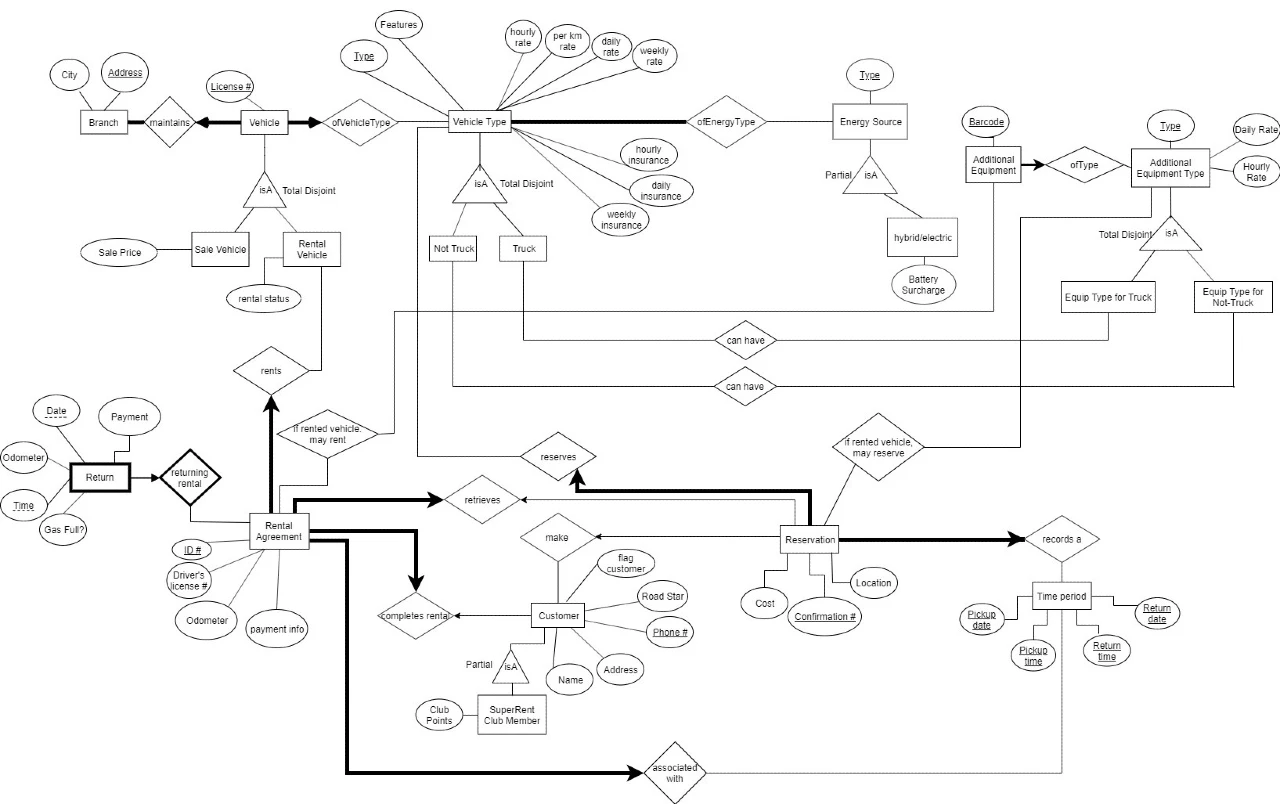 Features
hourly
rate
per km
rate
daily
rate
weekly
rate
Type
City
Address
License #
Type
Branch
maintains
Vehicle
ofVehicleType
Vehicle Type
ofEnergyType
Energy Source
Barcode
Type
Daily Rate
Additional
Equipment
ofType
Additional
Equipment Type
Hourly
Rate
hourly
insurance
daily
insurance
weekly
insurance
isA
Total Disjoint
isA
Total Disjoint
Partial
isA
Total Disjoint
isA
Sale Price
Sale Vehicle
Rental
Vehicle
rental status
Not Truck
Truck
hybrid/electric
Battery
Surcharge
Equip Type for Truck
Equip Type for
Not-Truck
can have
can have
rents
Date
Payment
if rented vehicle.
may rent
Odometer
Return
returning
rental
reserves
if rented vehicle,
may reserve
Time
Gas Full?
retrieves
Rental
Agreement
make
Reservation
records a
ID #
Driver's
license #
Odometer
payment info
flag
customer
Road Star
Phone #
Address
Name
completes rental
Customer
Cost
Confirmation #
Location
Time period
Pickup
date
Pickup
time
Return
time
Return
date
Partial
isA
Club
Points
SuperRent
Club Member
associated
with